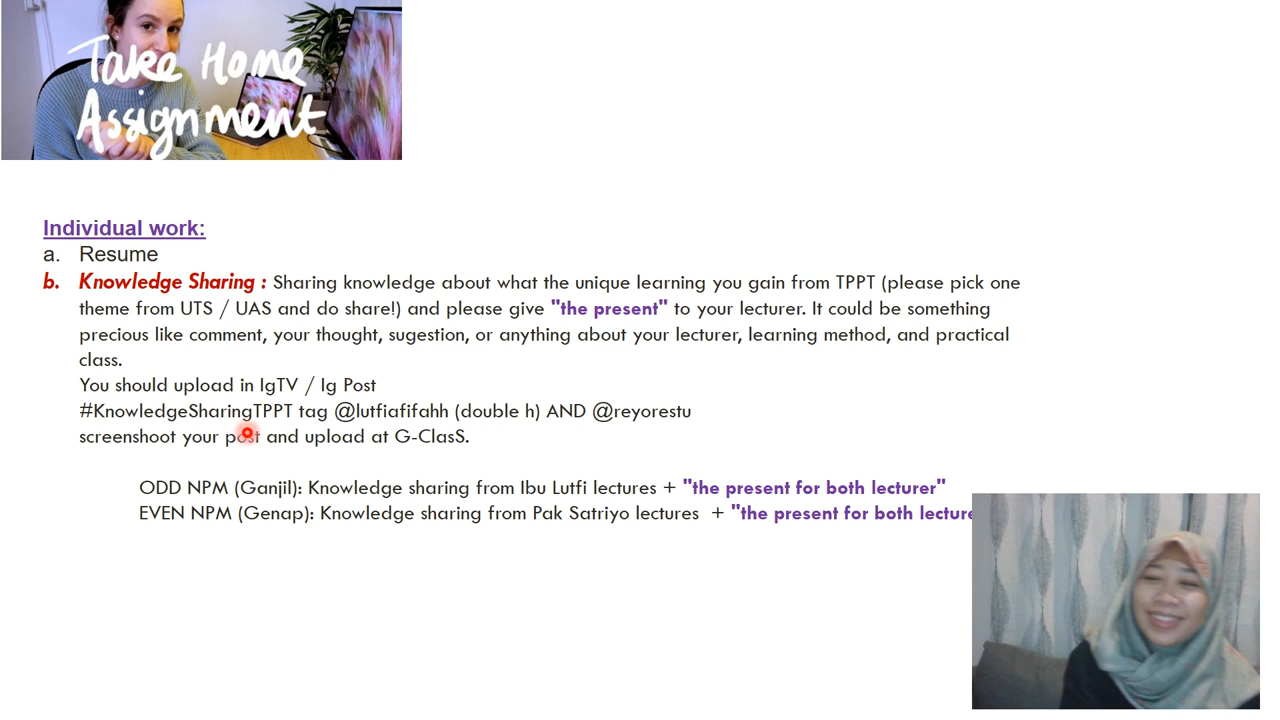 Take Home
Assignment
Individual work:
a. Resume
b. Knowledge Sharing : Sharing knowledge about what the unique learning you gain from TPPT (please pick one
theme from UTS / UAS and do share!) and please give "the present" to your lecturer. It could be something
precious like comment, your thought, sugestion, or anything about your lecturer, learning method, and practical
class.
You should upload in IgTV / Ig Post
#KnowledgeSharingTPPT tag @lutfiafifahh (double h) AND @reyorestu
screenshoot your post and upload at G-ClasS.
ODD NPM (Ganjil): Knowledge sharing from Ibu Lutfi lectures + "the present for both lecturer"
EVEN NPM (Genap): Knowledge sharing from Pak Satriyo lectures + "the present for both lecture